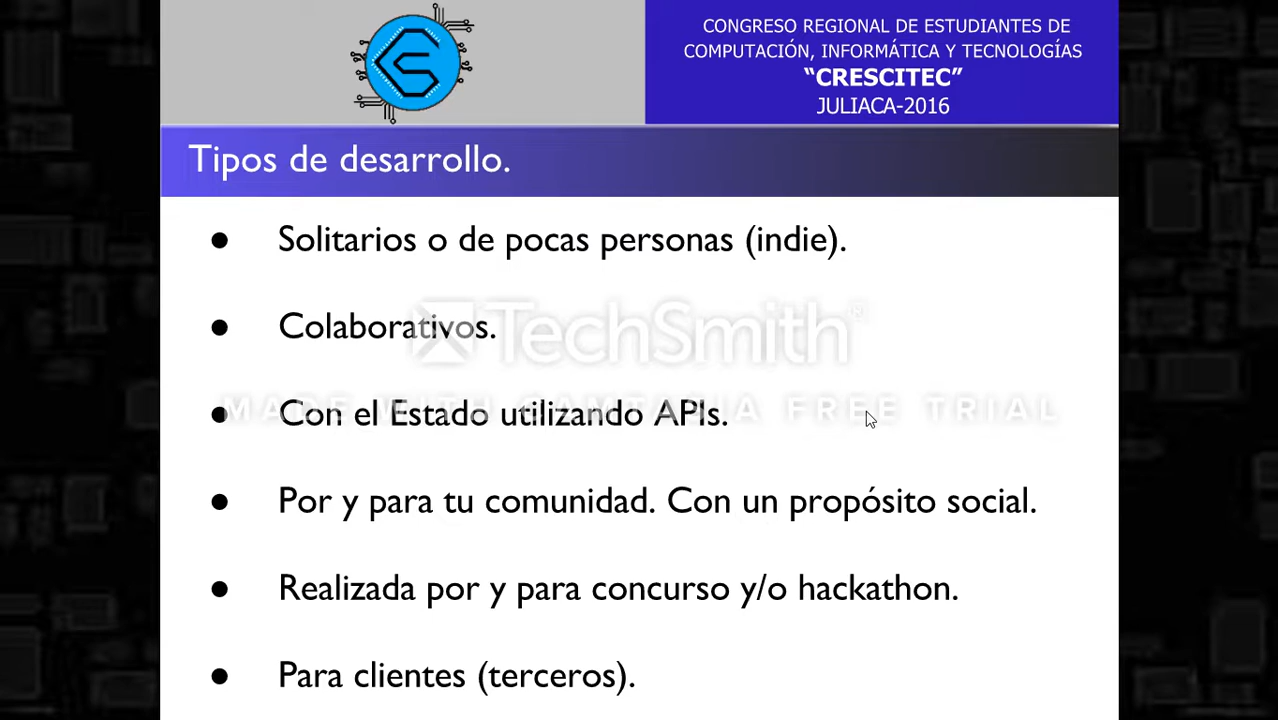 CONGRESO REGIONAL DE ESTUDIANTES DE
COMPUTACIÓN, INFORMÁTICA Y TECNOLOGÍAS
“CRESCITEC”
JULIACA-2016
Tipos de desarrollo.
● Solitarios o de pocas personas (indie).
● Colaborativos.
TechSmith®
● Con el Estado utilizando APIs.
MADE WITH CAMTASIA FREE TRIAL
● Por y para tu comunidad. Con un propósito social.
● Realizada por y para concurso y/o hackathon.
● Para clientes (terceros).